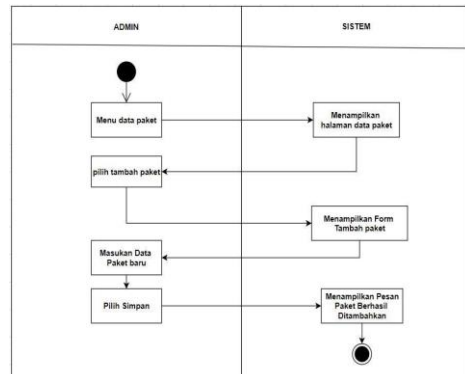 ADMIN
SISTEM
Menu data paket
Menampilkan
halaman data paket
pilih tambah paket
Menampilkan Form
Tambah paket
Masukan Data
Paket baru
Pilih Simpan
Menampilkan Pesan
Paket Berhasil
Ditambahkan